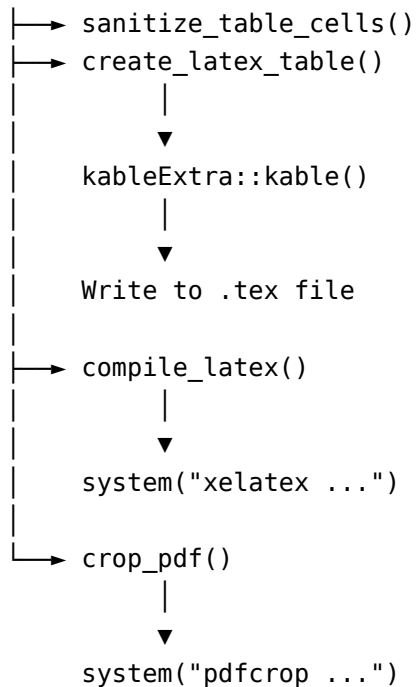 sanitize_table_cells()
create_latex_table()
kableExtra::kable()
Write to .tex file
compile_latex()
system("xelatex ...")
crop_pdf()
system("pdfcrop ...")